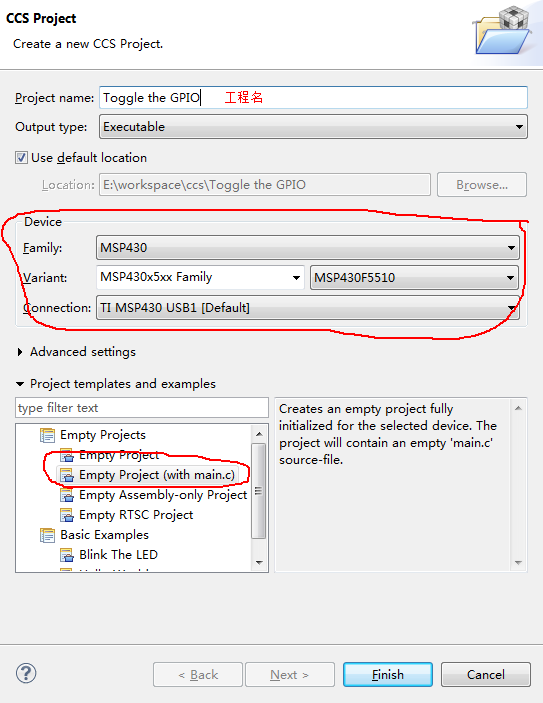 CCS Project
Create a new CCS Project.
Project name: Toggle the GPIO 工程名
Output type: Executable
Use default location
Location: E:\workspace\ccs\Toggle the GPIO Browse...
Device
Family: MSP430
Variant: MSP430x5xx Family MSP430F5510
Connection: TI MSP430 USB1 [Default]
Advanced settings
Project templates and examples
type filter text
Empty Projects
Empty Project
Empty Project (with main.c)
Empty Assembly-only Project
Empty RTSC Project
Basic Examples
Blink The LED
Creates an empty project fully
initialized for the selected device. The
project will contain an empty 'main.c'
source-file.
< Back Next > Finish Cancel